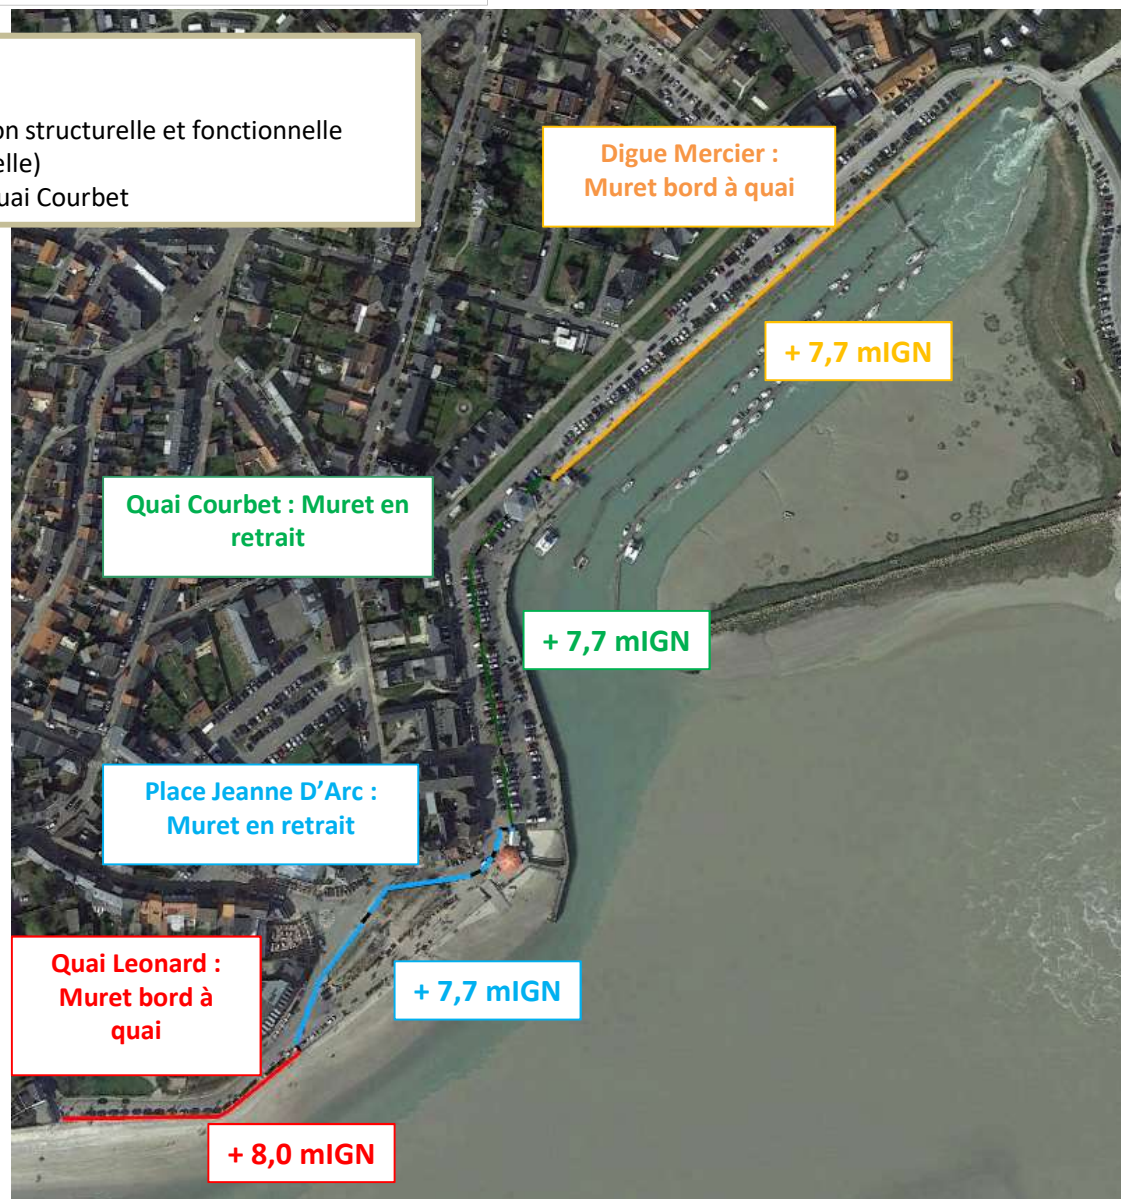 on structurelle et fonctionnelle
elle)
uai Courbet
Digue Mercier :
Muret bord à quai
+ 7,7 mIGN
Quai Courbet : Muret en
retrait
+ 7,7 mIGN
Place Jeanne D’Arc :
Muret en retrait
+ 7,7 mIGN
Quai Leonard :
Muret bord à
quai
+ 8,0 mIGN